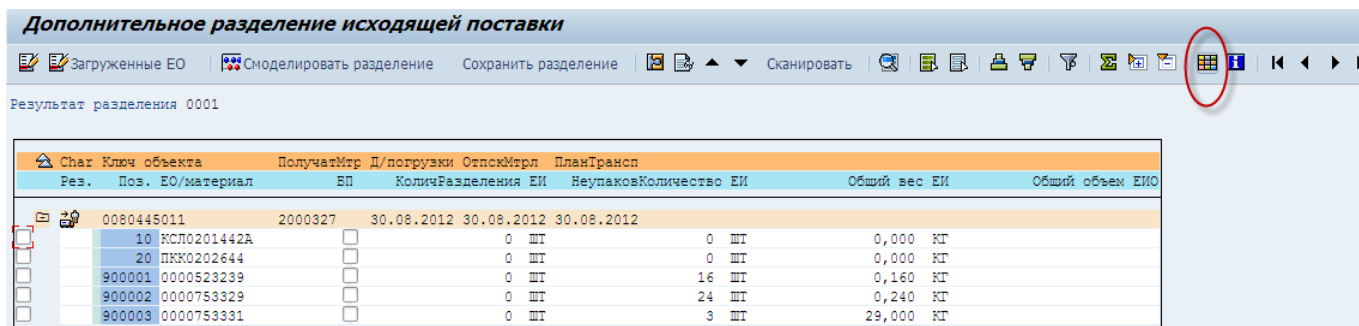 Дополнительное разделение исходящей поставки
Загруженные ЕО Смоделировать разделение Сохранить разделение Сканировать
Результат разделения 0001
Char Ключ объекта ПолучатМтр Д/погрузки ОтпскМтрл ПланТрансп
Рез. Поз. ЕО/материал БП КоличРазделения ЕИ НеупаковКоличество ЕИ Общий вес ЕИ Общий объем ЕИО
0080445011 2000327 30.08.2012 30.08.2012 30.08.2012
10 КСЛ0201442А 0 ШТ 0 ШТ 0,000 КГ
20 ПКК0202644 0 ШТ 0 ШТ 0,000 КГ
900001 0000523239 0 ШТ 16 ШТ 0,160 КГ
900002 0000753329 0 ШТ 24 ШТ 0,240 КГ
900003 0000753331 0 ШТ 3 ШТ 29,000 КГ